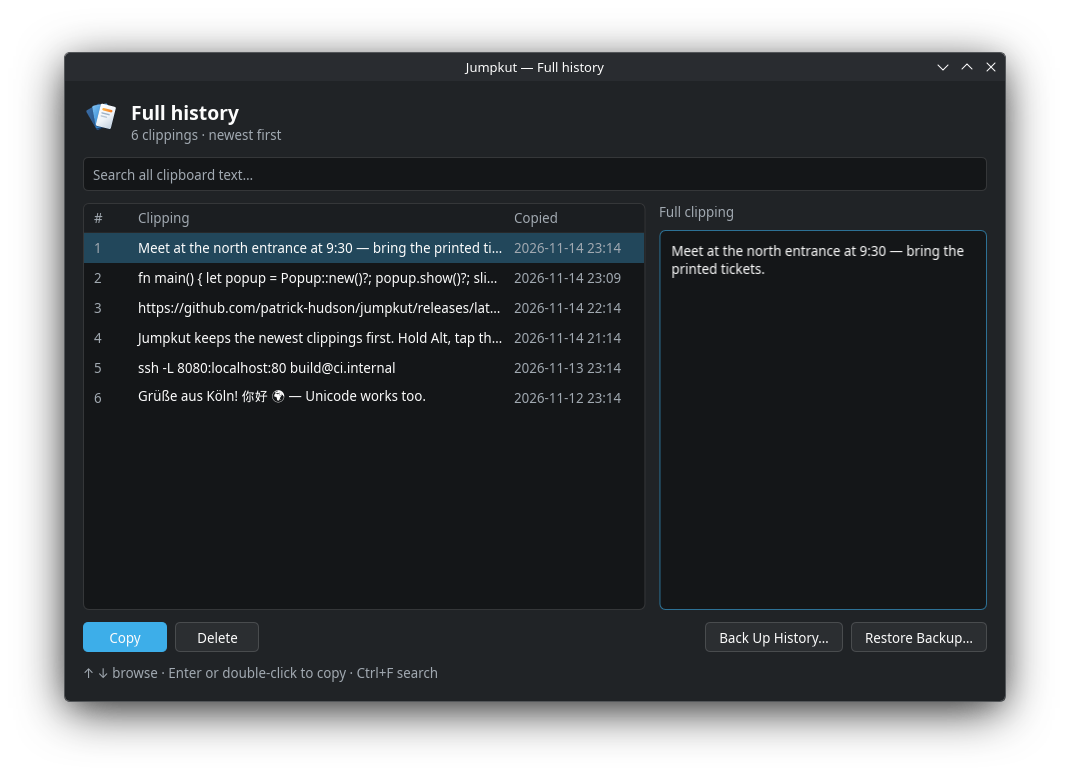 Jumpkut — Full history
Full history
6 clippings · newest first
Search all clipboard text...
# Clipping Copied
1 Meet at the north entrance at 9:30 — bring the printed ti... 2026-11-14 23:14
2 fn main() { let popup = Popup::new()?; popup.show()?; sli... 2026-11-14 23:09
3 https://github.com/patrick-hudson/jumpkut/releases/lat... 2026-11-14 22:14
4 Jumpkut keeps the newest clippings first. Hold Alt, tap th... 2026-11-14 21:14
5 ssh -L 8080:localhost:80 build@ci.internal 2026-11-13 23:14
6 Grüße aus Köln! 你好 🌍 — Unicode works too. 2026-11-12 23:14
Full clipping
Meet at the north entrance at 9:30 — bring the
printed tickets.
Copy Delete Back Up History... Restore Backup...
↑ ↓ browse · Enter or double-click to copy · Ctrl+F search